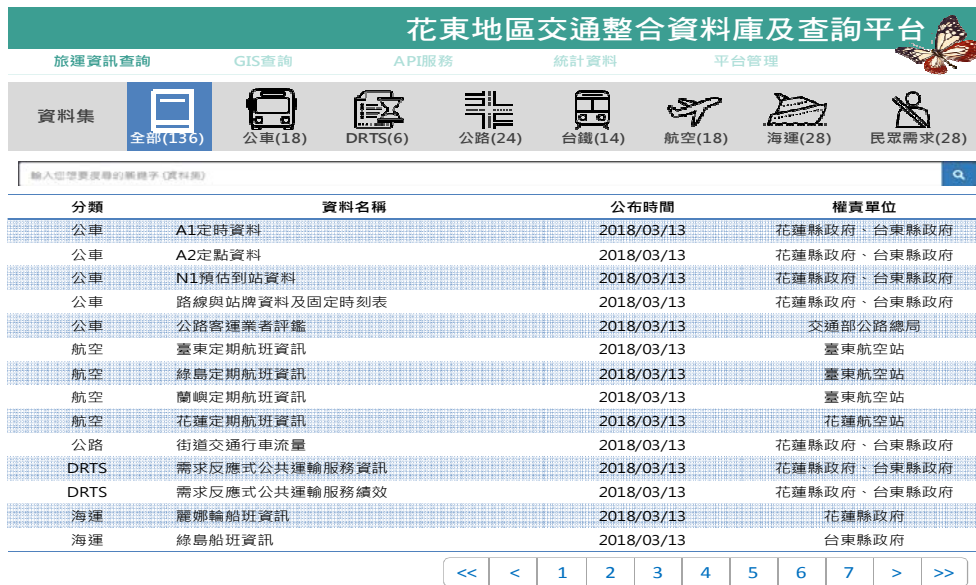 花東地區交通整合資料庫及查詢平台
旅運資訊查詢 GIS查詢 API服務 統計資料 平台管理
資料集 全部(136) 公車(18) DRTS(6) 公路(24) 台鐵(14) 航空(18) 海運(28) 民眾需求(28)
輸入您想要搜尋的關鍵字 (資料集)
分類 資料名稱 公布時間 權責單位
公車 A1定時資料 2018/03/13 花蓮縣政府、台東縣政府
公車 A2定點資料 2018/03/13 花蓮縣政府、台東縣政府
公車 N1預估到站資料 2018/03/13 花蓮縣政府、台東縣政府
公車 路線與站牌資料及固定時刻表 2018/03/13 花蓮縣政府、台東縣政府
公車 公路客運業者評鑑 2018/03/13 交通部公路總局
航空 臺東定期航班資訊 2018/03/13 臺東航空站
航空 綠島定期航班資訊 2018/03/13 臺東航空站
航空 蘭嶼定期航班資訊 2018/03/13 臺東航空站
航空 花蓮定期航班資訊 2018/03/13 花蓮航空站
公路 街道交通行車流量 2018/03/13 花蓮縣政府、台東縣政府
DRTS 需求反應式公共運輸服務資訊 2018/03/13 花蓮縣政府、台東縣政府
DRTS 需求反應式公共運輸服務績效 2018/03/13 花蓮縣政府、台東縣政府
海運 麗娜輪船班資訊 2018/03/13 花蓮縣政府
海運 綠島船班資訊 2018/03/13 台東縣政府
<< < 1 2 3 4 5 6 7 > >>